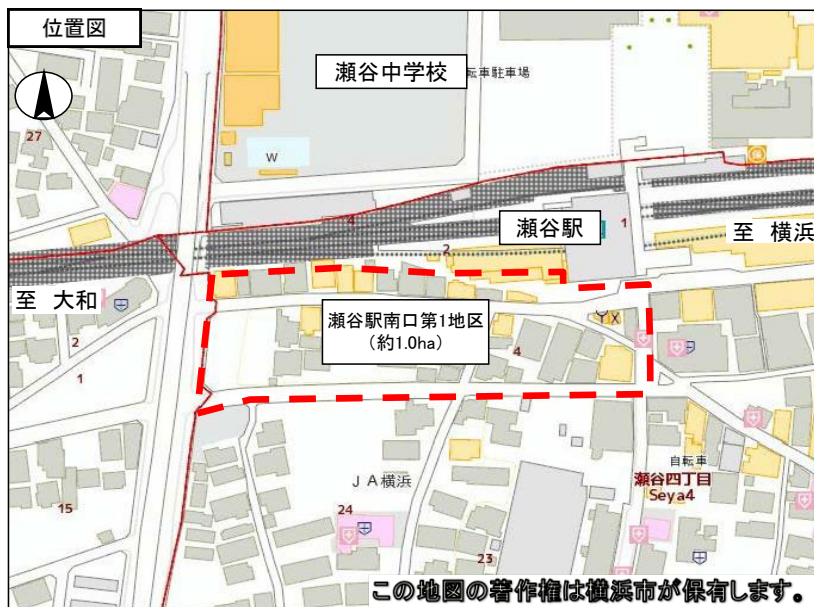 位置図
27
瀬谷中学校
転車駐車場
W
4
瀬谷駅
1
2
至 横浜
至 大和
瀬谷駅南口第1地区
（約1.0ha）
4
2
1
自転車
瀬谷四丁目
Seya4
ＪＡ横浜
24
15
23
この地図の著作権は横浜市が保有します。